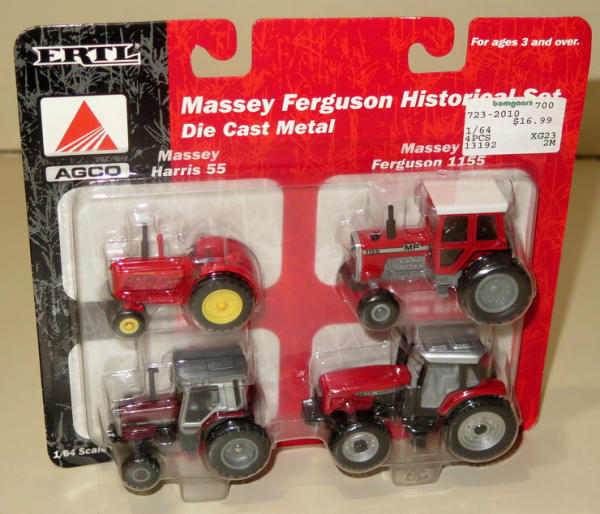 ERTL
For ages 3 and over.
Massey Ferguson Historical Set
Die Cast Metal
bomgaars 700
723-2010
$16.99
1/64 XG23
4PCS 2M
13192
AGCO
Massey
Harris 55
Massey
Ferguson 1155
1155
MF
1/64 Scale